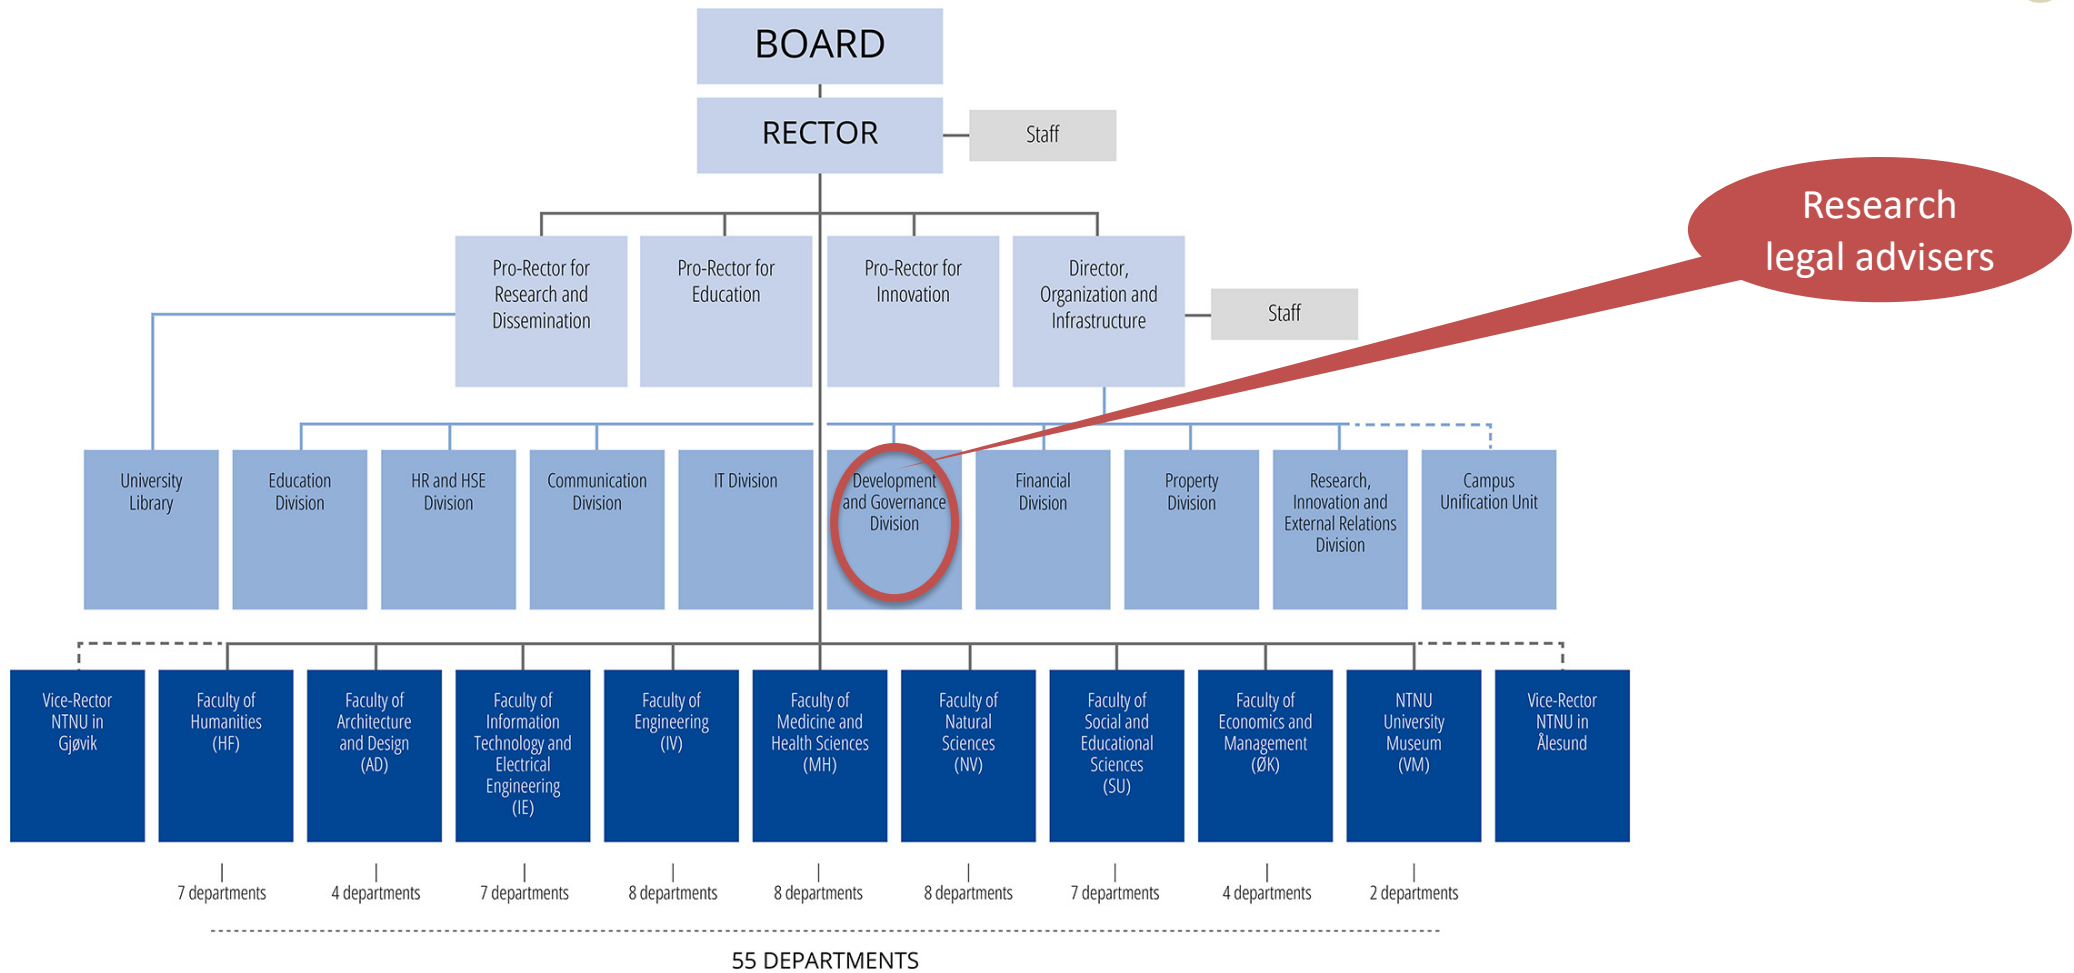 BOARD
RECTOR
Staff
Research
legal advisers
Pro-Rector for
Research and
Dissemination
Pro-Rector for
Education
Pro-Rector for
Innovation
Director,
Organization and
Infrastructure
Staff
University
Library
Education
Division
HR and HSE
Division
Communication
Division
IT Division
Development
and Governance
Division
Financial
Division
Property
Division
Research,
Innovation and
External Relations
Division
Campus
Unification Unit
Vice-Rector
NTNU in
Gjøvik
Faculty of
Humanities
(HF)
Faculty of
Architecture
and Design
(AD)
Faculty of
Information
Technology and
Electrical
Engineering
(IE)
Faculty of
Engineering
(IV)
Faculty of
Medicine and
Health Sciences
(MH)
Faculty of
Natural
Sciences
(NV)
Faculty of
Social and
Educational
Sciences
(SU)
Faculty of
Economics and
Management
(ØK)
NTNU
University
Museum
(VM)
Vice-Rector
NTNU in
Ålesund
7 departments
4 departments
7 departments
8 departments
8 departments
8 departments
7 departments
4 departments
2 departments
55 DEPARTMENTS